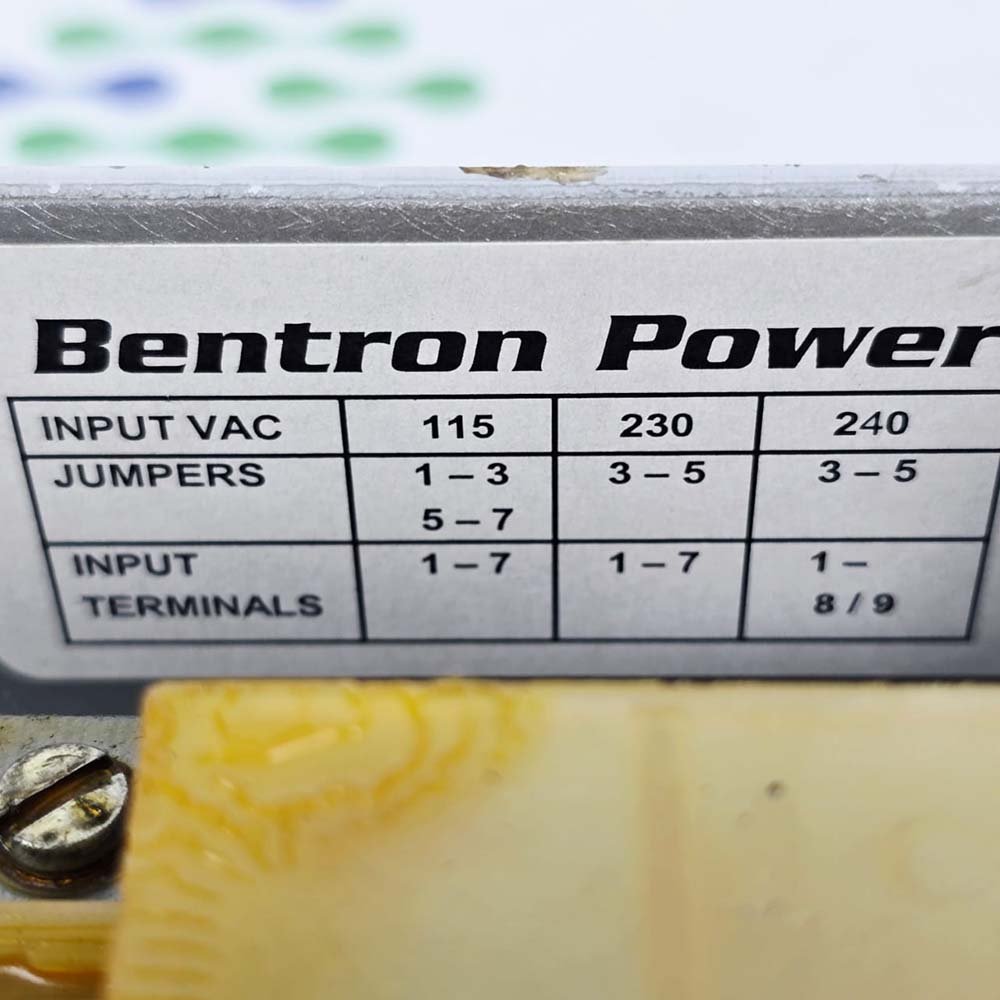 Bentron Power
INPUT VAC 115 230 240
JUMPERS 1 – 3 3 – 5 3 – 5
5 – 7
INPUT 1 – 7 1 – 7 1 –
TERMINALS 8 / 9